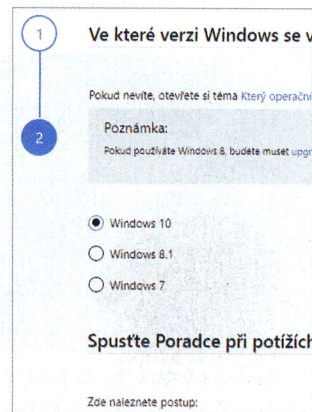 1
Ve které verzi Windows se v
Pokud nevíte, otevřete si téma Který operační
2
Poznámka:
Pokud používáte Windows 8, budete muset upgr
Windows 10
Windows 8.1
Windows 7
Spusťte Poradce při potížích
Zde naleznete postup: